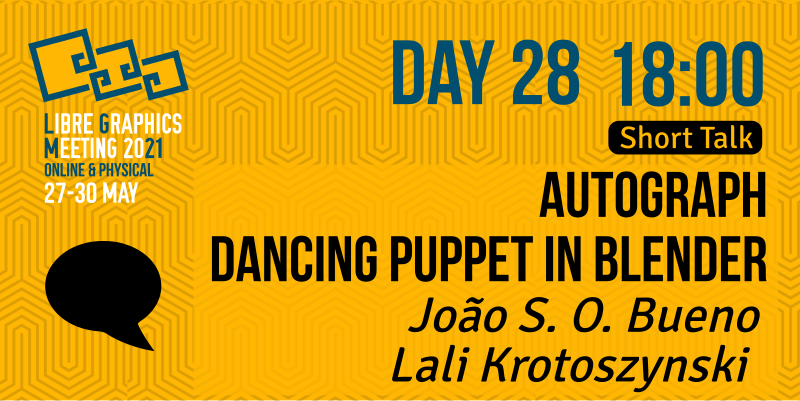 LIBRE GRAPHICS
MEETING 2021
ONLINE & PHYSICAL
27-30 MAY
DAY 28 18:00
Short Talk
AUTOGRAPH
DANCING PUPPET IN BLENDER
João S. O. Bueno
Lali Krotoszynski